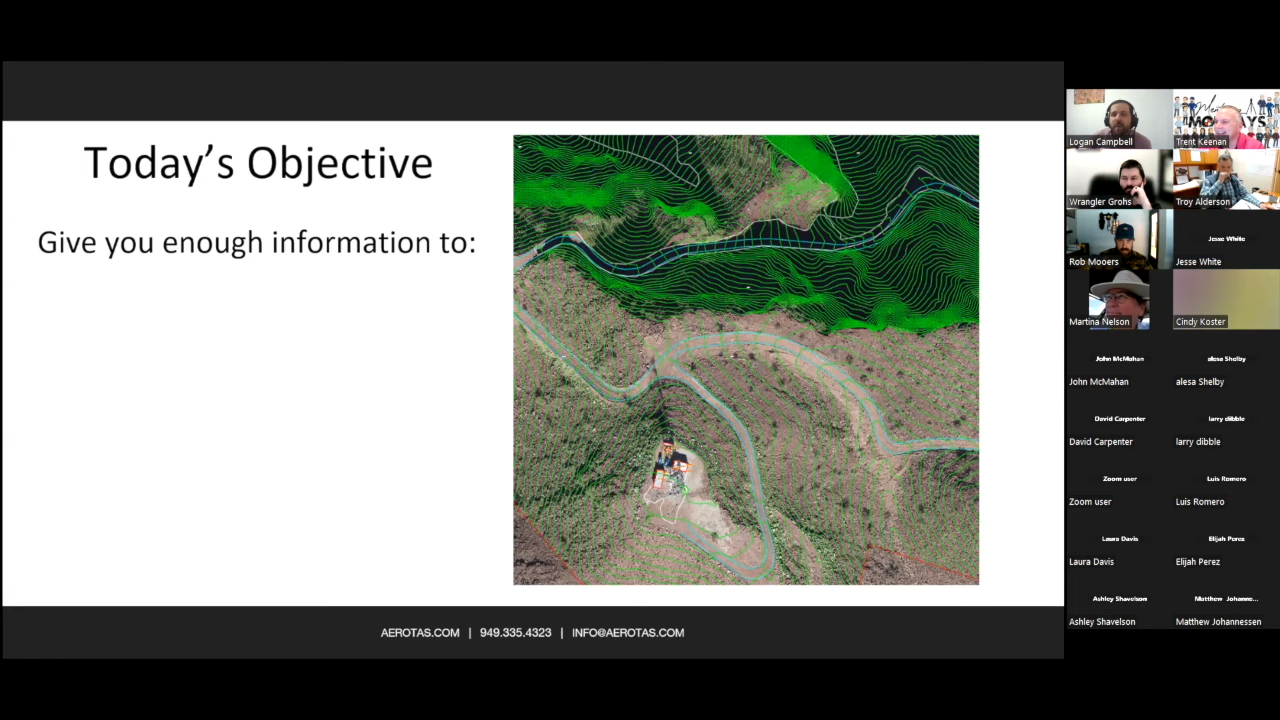 Today's Objective
Give you enough information to:
AEROTAS.COM | 949.335.4323 | INFO@AEROTAS.COM
Logan Campbell
Trent Keenan
Wrangler Grohs
Troy Alderson
Rob Mooers
Jesse White
Jesse White
Martina Nelson
Cindy Koster
John McMahan
alesa Shelby
John McMahan
alesa Shelby
David Carpenter
larry dibble
David Carpenter
larry dibble
Zoom user
Luis Romero
Zoom user
Luis Romero
Laura Davis
Elijah Perez
Laura Davis
Elijah Perez
Ashley Shavelson
Matthew Johanne...
Ashley Shavelson
Matthew Johannessen